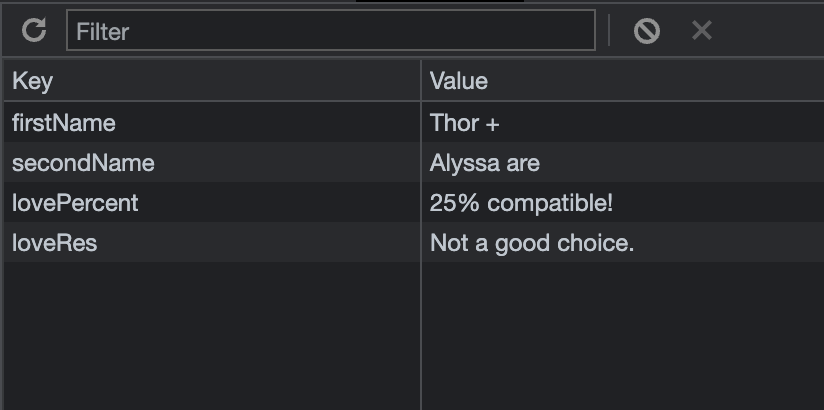 Filter
Key Value
firstName Thor +
secondName Alyssa are
lovePercent 25% compatible!
loveRes Not a good choice.